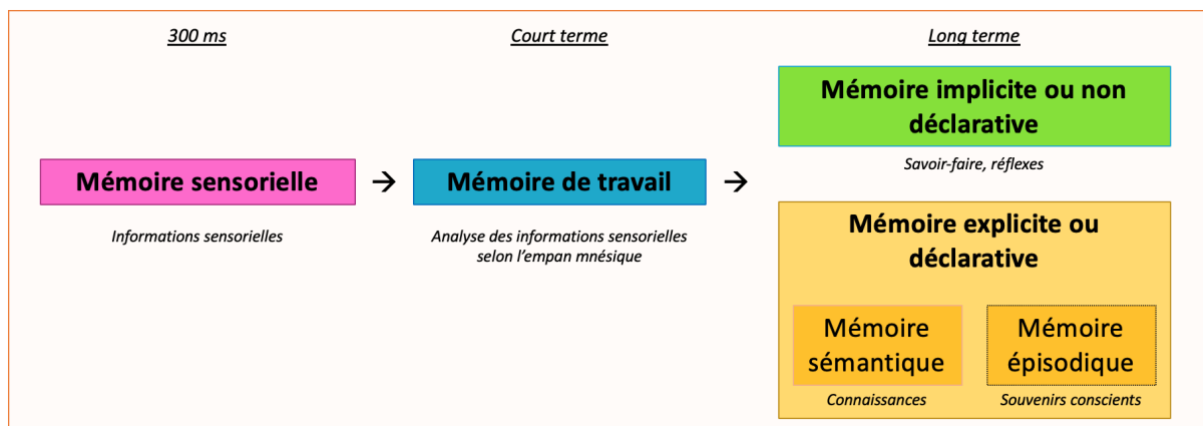 300 ms
Court terme
Long terme
Mémoire sensorielle
→
Mémoire de travail
→
Informations sensorielles
Analyse des informations sensorielles
selon l'empan mnésique
Mémoire implicite ou non
déclarative
Savoir-faire, réflexes
Mémoire explicite ou
déclarative
Mémoire
sémantique
Connaissances
Mémoire
épisodique
Souvenirs conscients